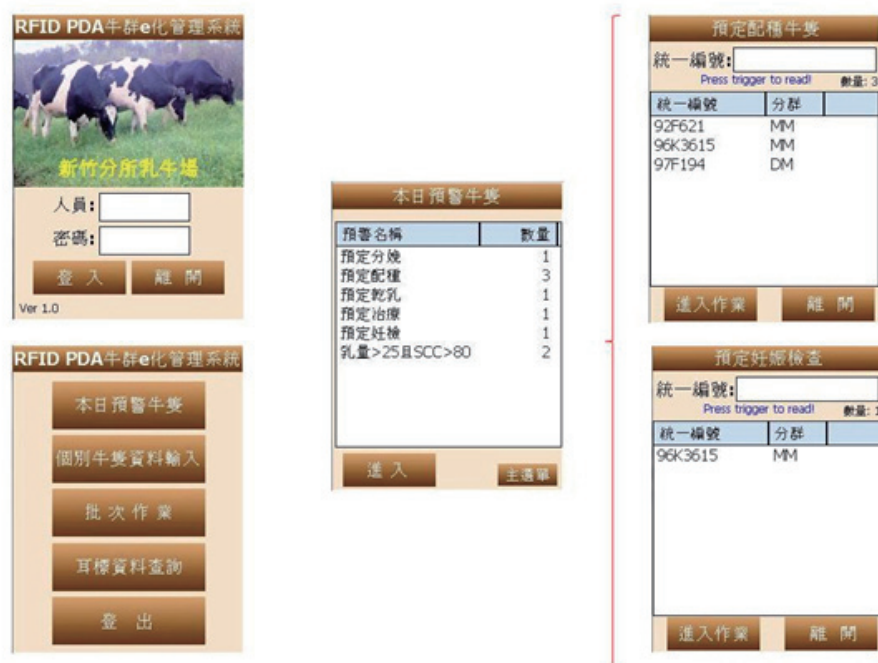 RFID PDA牛群e化管理系統
新竹分所乳牛場
人員:
密碼:
登 入 離 開
Ver 1.0
RFID PDA牛群e化管理系統
本日預警牛隻
個別牛隻資料輸入
批 次 作 業
耳標資料查詢
登 出
本日預警牛隻
預警名稱 數量
預定分娩 1
預定配種 3
預定乾乳 1
預定治療 1
預定妊檢 1
乳量>25且SCC>80 2
進 入 主選單
預定配種牛隻
統一編號:
Press trigger to read! 數量: 3
統一編號 分群
92F621 MM
96K3615 MM
97F194 DM
進入作業 離 開
預定妊娠檢查
統一編號:
Press trigger to read! 數量: 1
統一編號 分群
96K3615 MM
進入作業 離 開